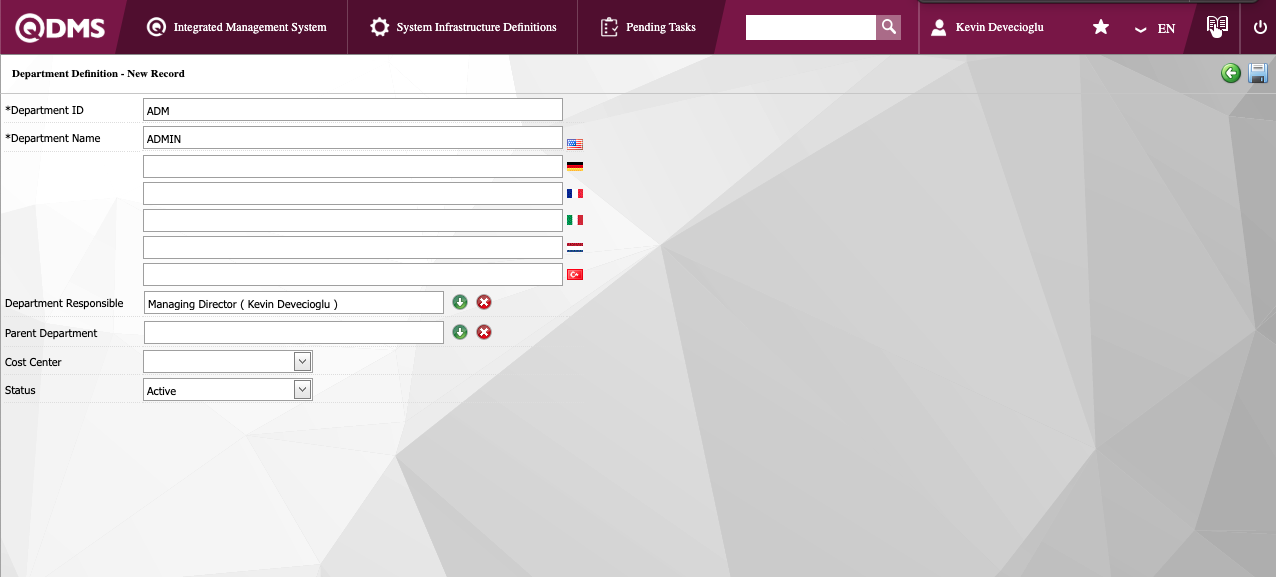 QDMS
Integrated Management System
System Infrastructure Definitions
Pending Tasks
Kevin Devecioglu
EN
Department Definition - New Record
*Department ID
ADM
*Department Name
ADMIN
Department Responsible
Managing Director ( Kevin Devecioglu )
Parent Department
Cost Center
Status
Active